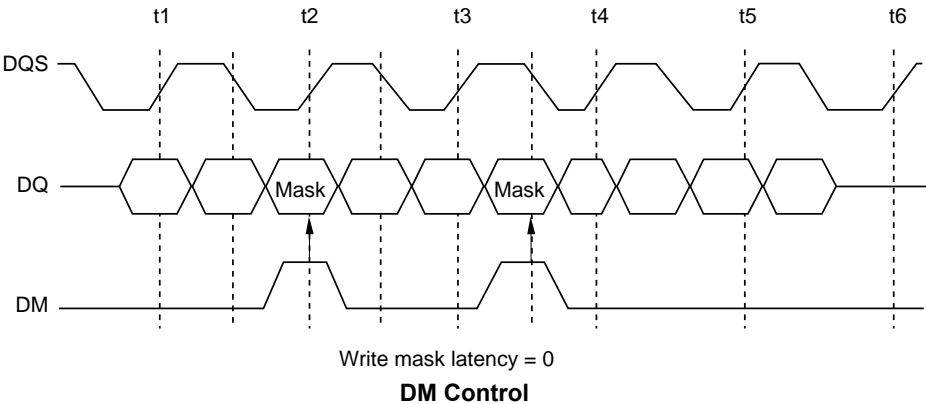 t1 t2 t3 t4 t5 t6
DQS
DQ Mask Mask
DM
Write mask latency = 0
DM Control